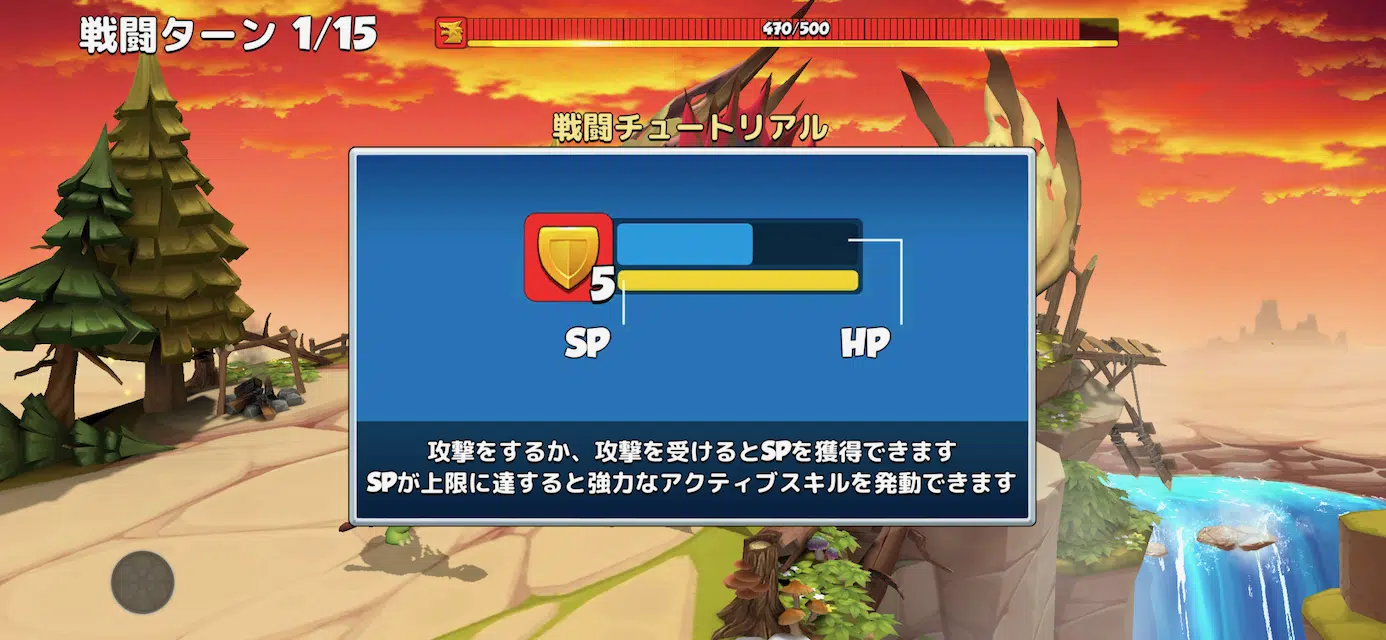 戦闘ターン 1/15
470/500
戦闘チュートリアル
5
SP
HP
攻撃をするか、攻撃を受けるとSPを獲得できます
SPが上限に達すると強力なアクティブスキルを発動できます